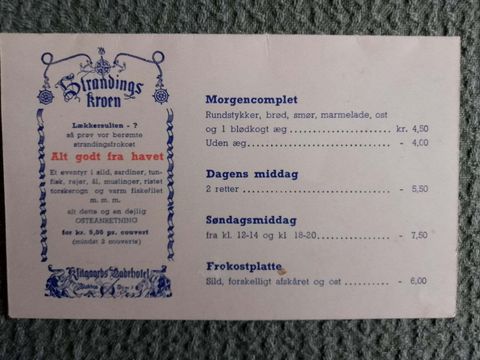 Strandings
kroen
Lækkersulten - ?
så prøv vor berømte
strandingsfrokost
Alt godt fra havet
Et eventyr i sild, sardiner, tun-
fisk, rejer, ål, muslinger, ristet
torskerogn og varm fiskefilet
m. m. m.
alt dette og en dejlig
OSTEANRETNING
for kr. 9,85 pr. couvert
(mindst 2 couverts)
Klitgaards Badehotel
Morgencomplet
Rundstykker, brød, smør, marmelade, ost
og 1 blødkogt æg kr. 4,50
Uden æg - 4,00
Dagens middag
2 retter - 5,50
Søndagsmiddag
fra kl. 12-14 og kl 18-20 - 7,50
Frokostplatte
Sild, forskelligt afskåret og ost - 6,00